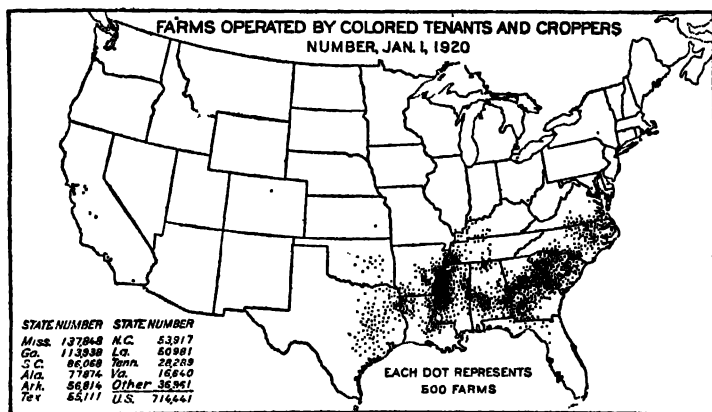 FARMS OPERATED BY COLORED TENANTS AND CROPPERS
NUMBER, JAN. 1, 1920
STATE NUMBER STATE NUMBER
Miss. 137,848 N.C. 53,917
Ga. 113,938 La. 50,981
S.C. 86,068 Tenn. 28,289
Ala. 77,874 Va. 16,640
Ark. 56,814 Other 36,961
Tex 55,111 U.S. 714,441
EACH DOT REPRESENTS
500 FARMS